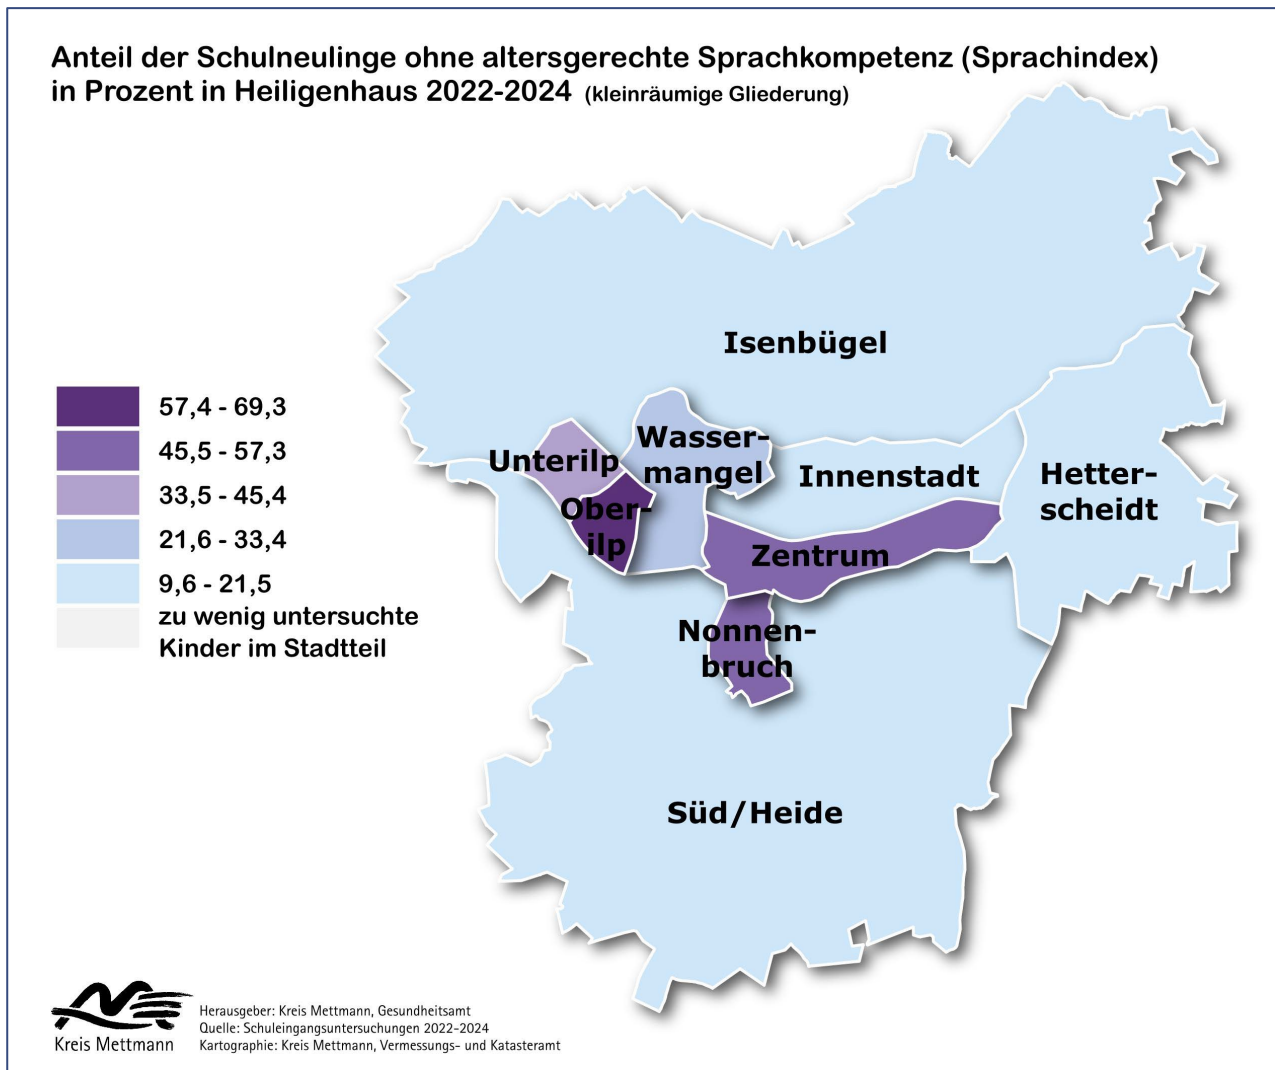 Anteil der Schulneulinge ohne altersgerechte Sprachkompetenz (Sprachindex)
in Prozent in Heiligenhaus 2022-2024 (kleinräumige Gliederung)
Isenbügel
57,4 - 69,3
45,5 - 57,3
33,5 - 45,4
21,6 - 33,4
9,6 - 21,5
zu wenig untersuchte
Kinder im Stadtteil
Unterilp
Wasser-
mangel
Innenstadt
Hetter-
scheidt
Ober-
ilp
Zentrum
Nonnen-
bruch
Süd/Heide
Kreis Mettmann
Herausgeber: Kreis Mettmann, Gesundheitsamt
Quelle: Schuleingangsuntersuchungen 2022-2024
Kartographie: Kreis Mettmann, Vermessungs- und Katasteramt